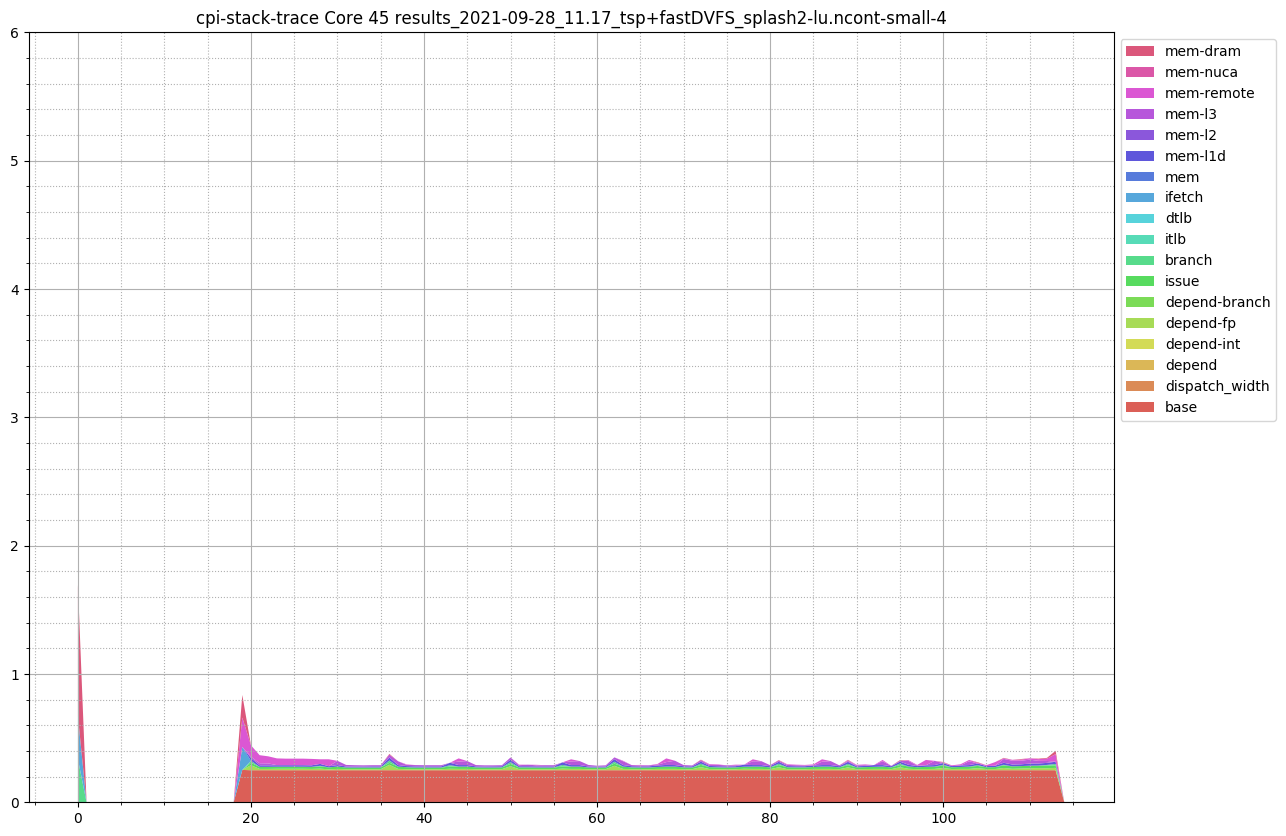 cpi-stack-trace Core 45 results_2021-09-28_11.17_tsp+fastDVFS_splash2-lu.ncont-small-4
6
5
4
3
2
1
0
0 20 40 60 80 100
mem-dram
mem-nuca
mem-remote
mem-l3
mem-l2
mem-l1d
mem
ifetch
dtlb
itlb
branch
issue
depend-branch
depend-fp
depend-int
depend
dispatch_width
base